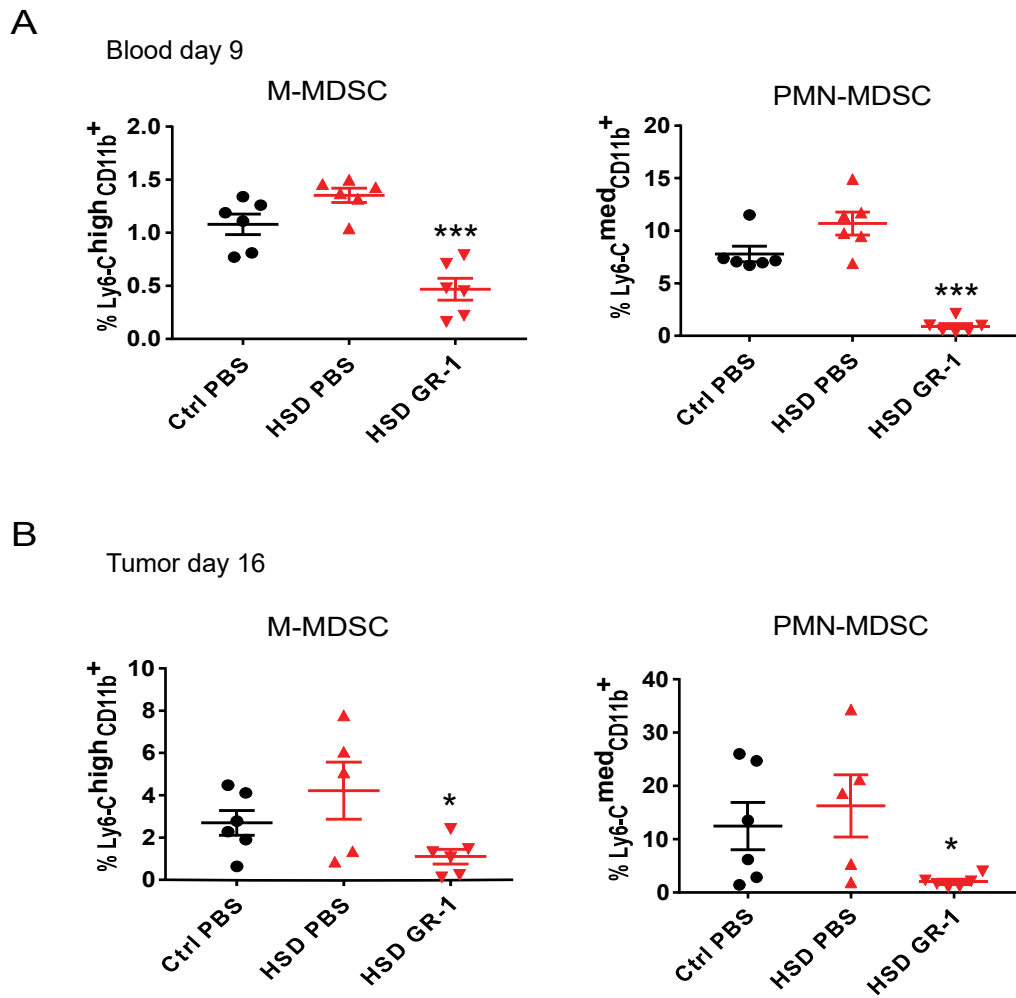 A
Blood day 9
M-MDSC
% Ly6-Chigh CD11b+
2.0
1.5
1.0
0.5
0.0
***
Ctrl PBS
HSD PBS
HSD GR-1
PMN-MDSC
% Ly6-Cmed CD11b+
20
15
10
5
0
***
Ctrl PBS
HSD PBS
HSD GR-1
B
Tumor day 16
M-MDSC
% Ly6-Chigh CD11b+
10
8
6
4
2
0
*
Ctrl PBS
HSD PBS
HSD GR-1
PMN-MDSC
% Ly6-Cmed CD11b+
40
30
20
10
0
*
Ctrl PBS
HSD PBS
HSD GR-1